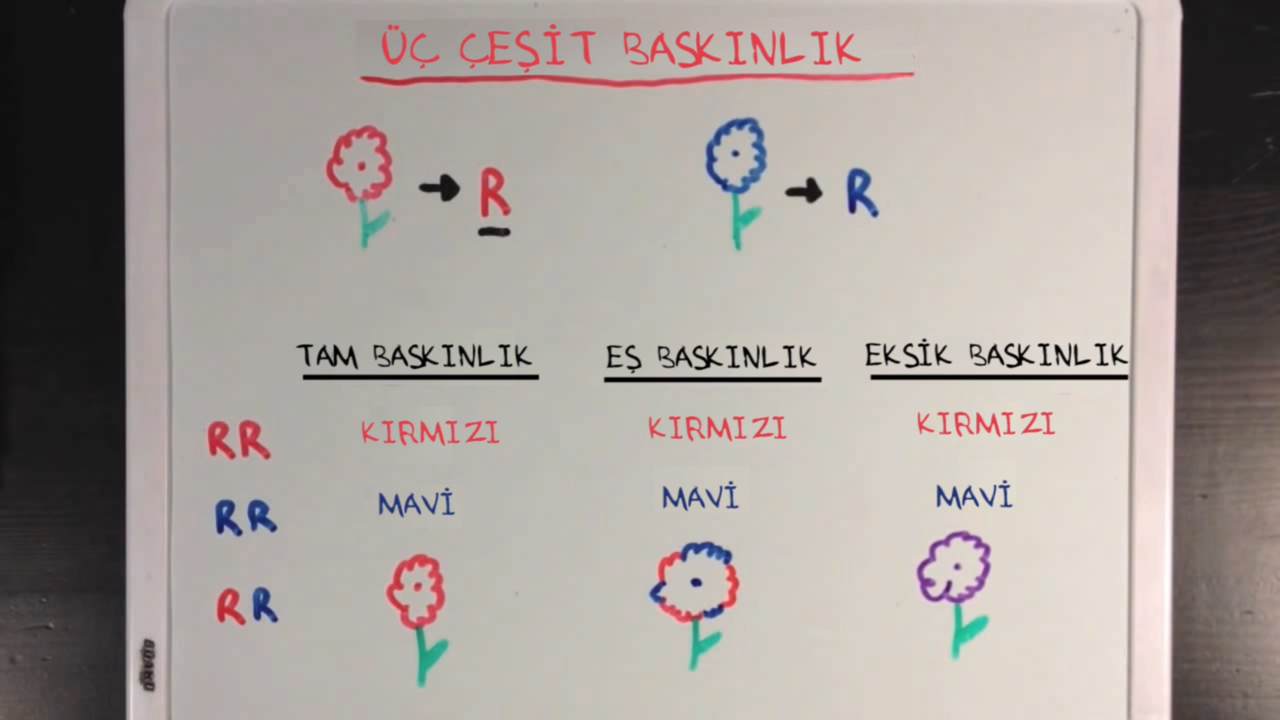 ÜÇ ÇEŞİT BASKINLIK
R R
TAM BASKINLIK EŞ BASKINLIK EKSİK BASKINLIK
RR KIRMIZI KIRMIZI KIRMIZI
RR MAVİ MAVİ MAVİ
RR